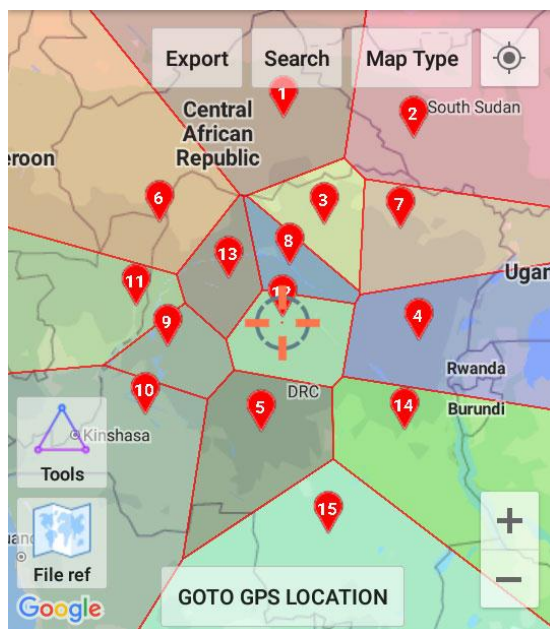 Export
Search
Map Type
1
2
South Sudan
Central
African
Republic
eroon
6
3
7
8
13
Ugan
11
12
9
4
Rwanda
10
5
DRC
14
Burundi
Kinshasa
Tools
15
File ref
GOTO GPS LOCATION
+
−
Google